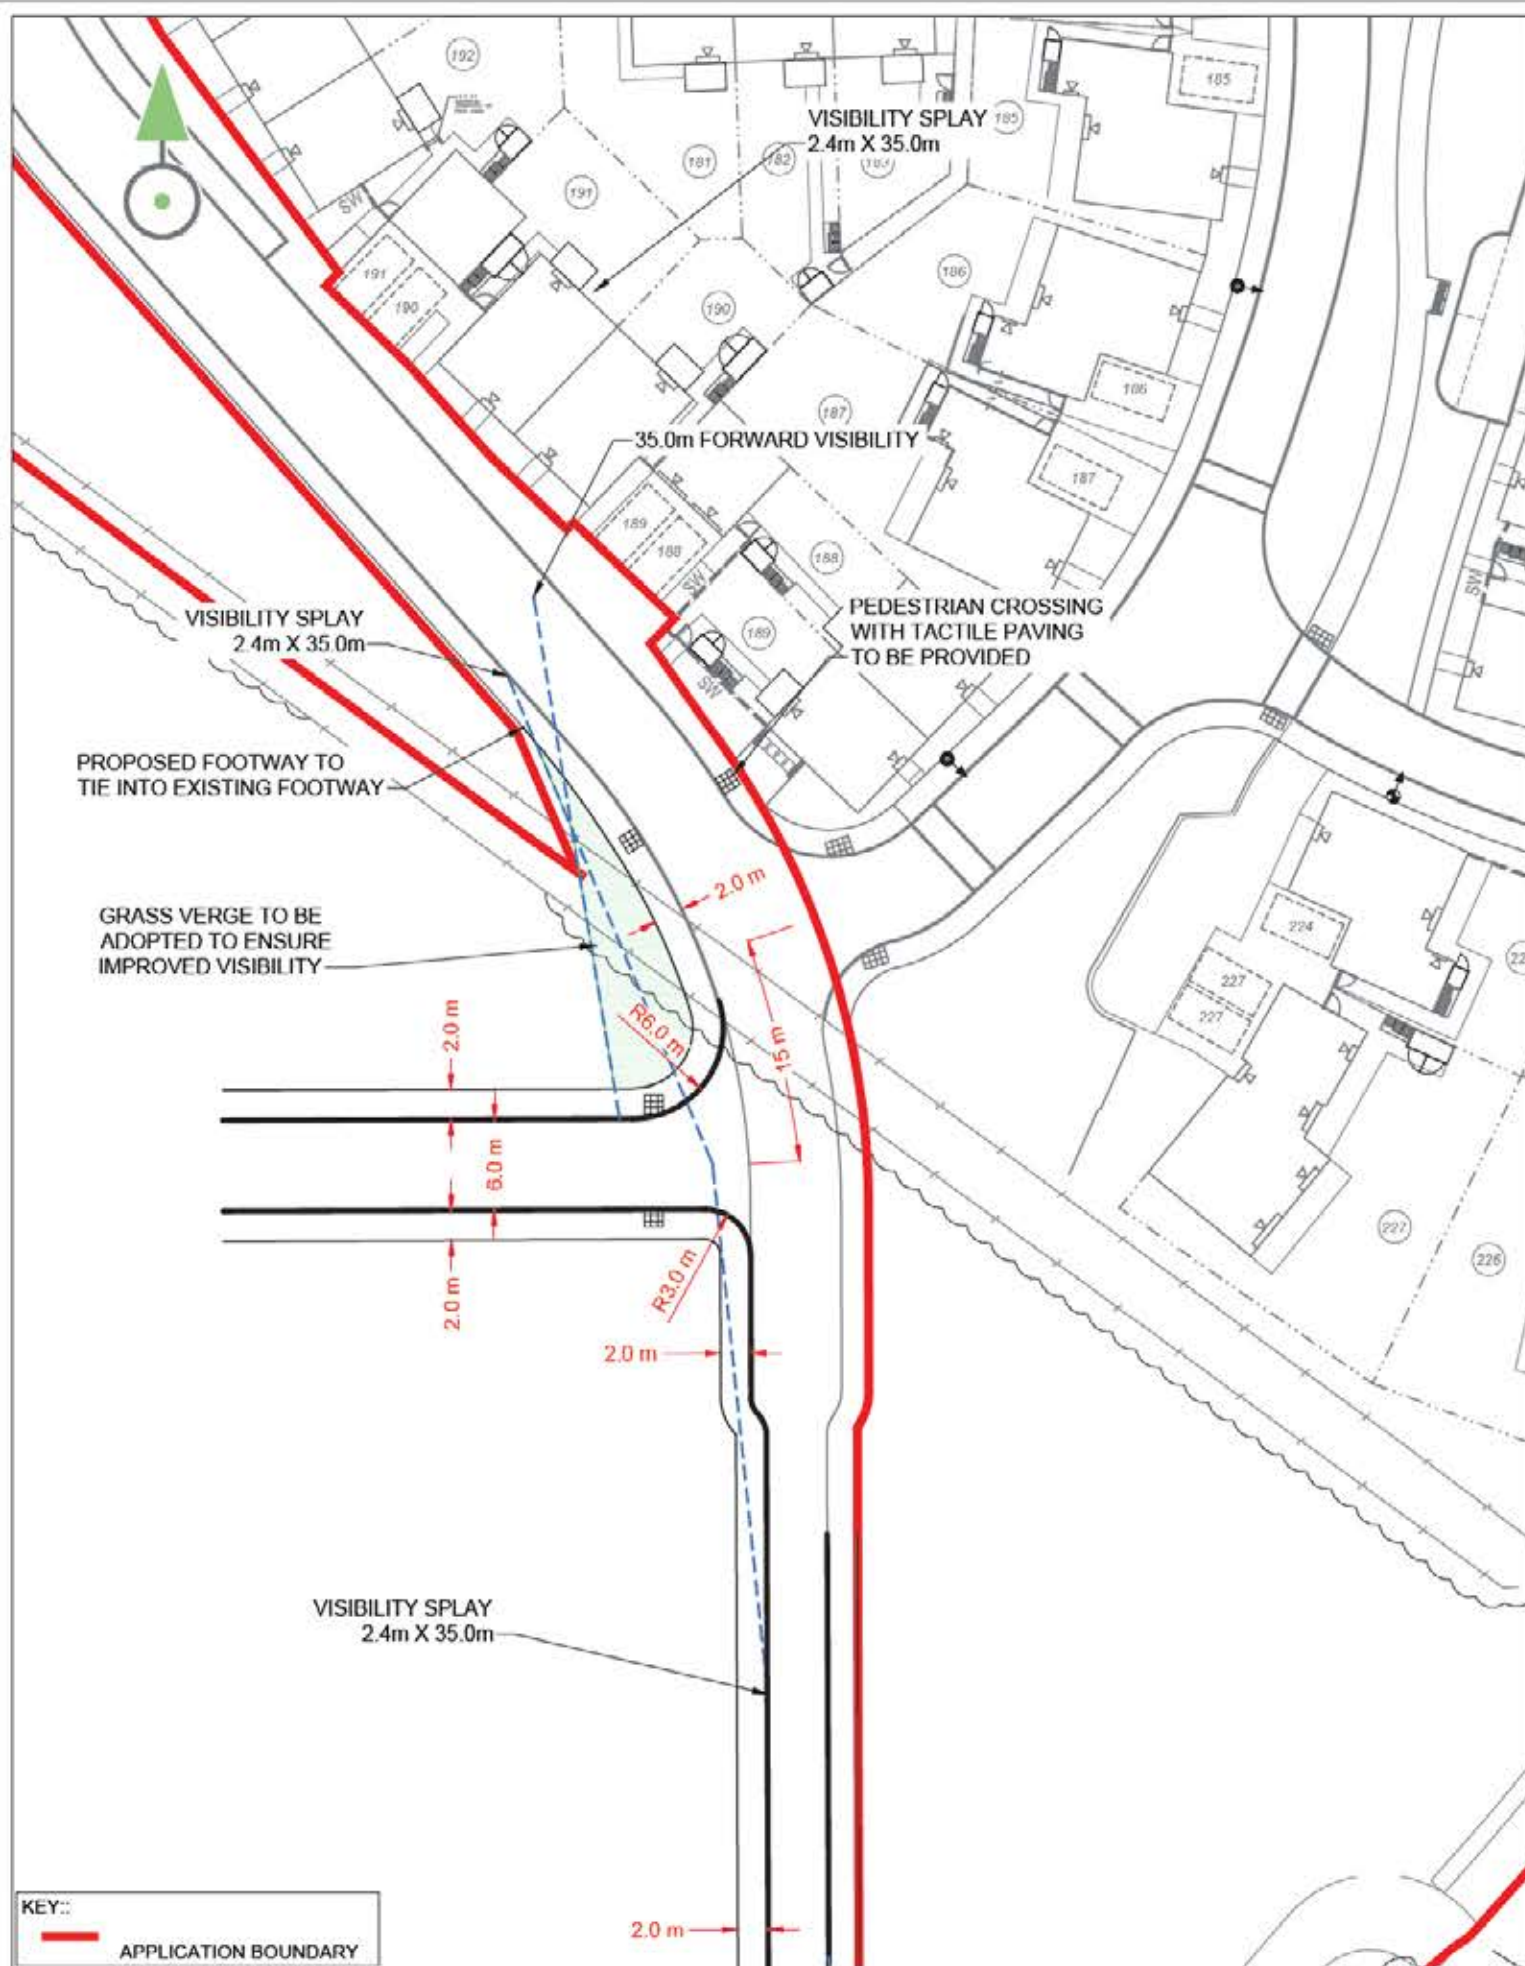 192
185
VISIBILITY SPLAY
2.4m X 35.0m
185
181
182
183
191
SW
191
190
190
186
186
187
187
35.0m FORWARD VISIBILITY
189
188
188
SW
189
SW
SW
VISIBILITY SPLAY
2.4m X 35.0m
PEDESTRIAN CROSSING
WITH TACTILE PAVING
TO BE PROVIDED
PROPOSED FOOTWAY TO
TIE INTO EXISTING FOOTWAY
2.0 m
GRASS VERGE TO BE
ADOPTED TO ENSURE
IMPROVED VISIBILITY
224
227
227
22
2.0 m
R6.0 m
15 m
6.0 m
2.0 m
R3.0 m
227
226
2.0 m
VISIBILITY SPLAY
2.4m X 35.0m
2.0 m
KEY::
APPLICATION BOUNDARY